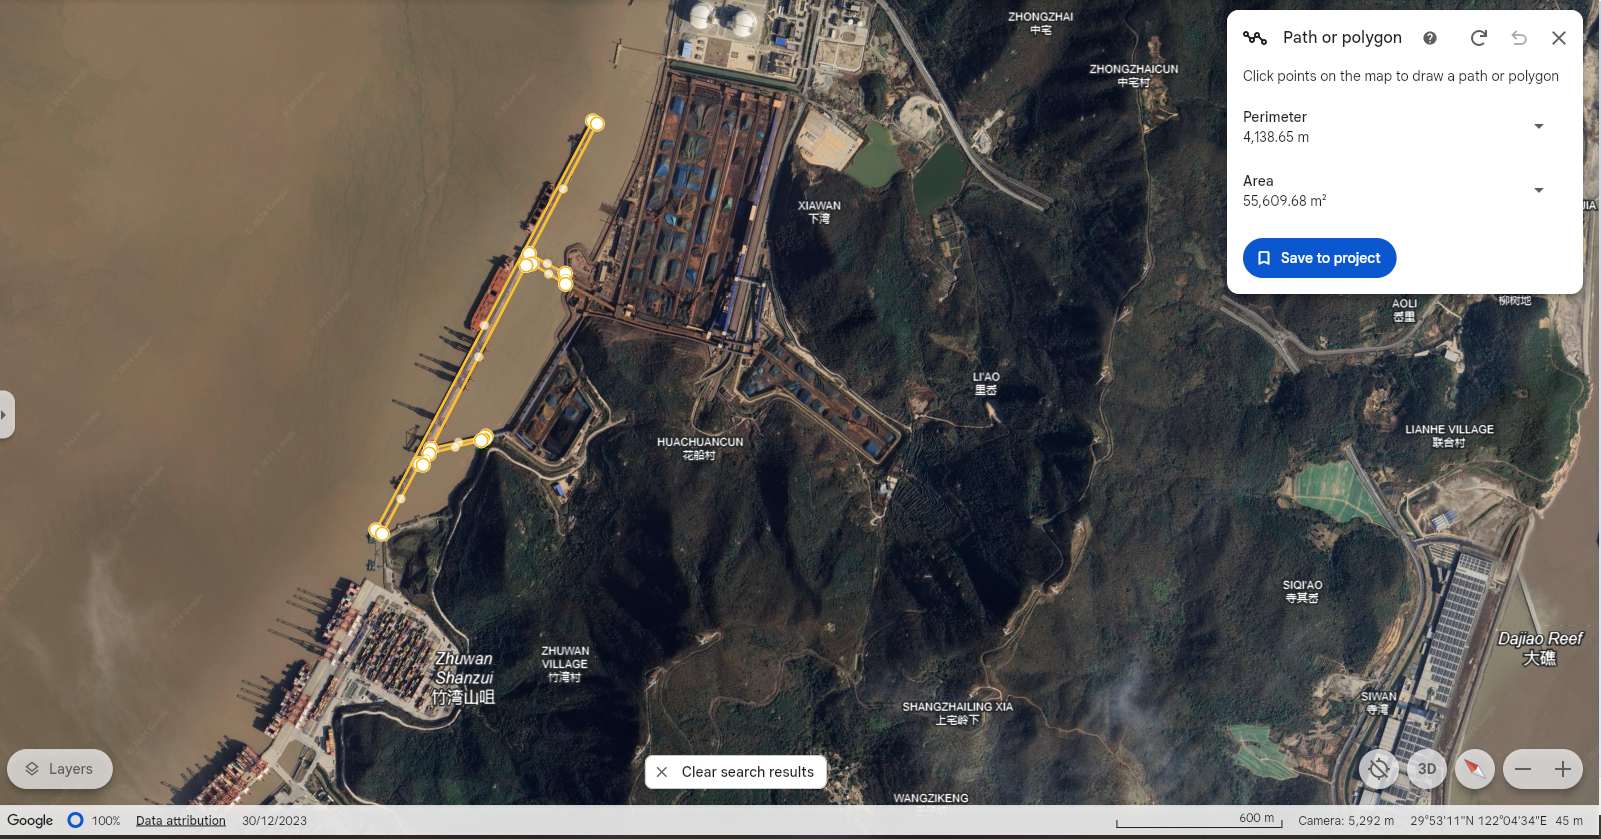 ZHONGZHAI
中宅
ZHONGZHAICUN
中宅村
Path or polygon
Click points on the map to draw a path or polygon
Perimeter
4,138.65 m
Area
55,609.68 m²
Save to project
XIAWAN
下湾
JIA
AOLI
岙里
柳树地
LI'AO
里岙
HUACHUANCUN
花船村
LIANHE VILLAGE
联合村
SIQI'AO
寺其岙
Dajiao Reef
大礁
Zhuwan
Shanzui
竹湾山咀
ZHUWAN
VILLAGE
竹湾村
SIWAN
寺湾
SHANGZHAILING XIA
上宅岭下
Layers
Clear search results
3D
WANGZIKENG
Google
100%
Data attribution
30/12/2023
600 m
Camera: 5,292 m
29°53'11"N 122°04'34"E
45 m